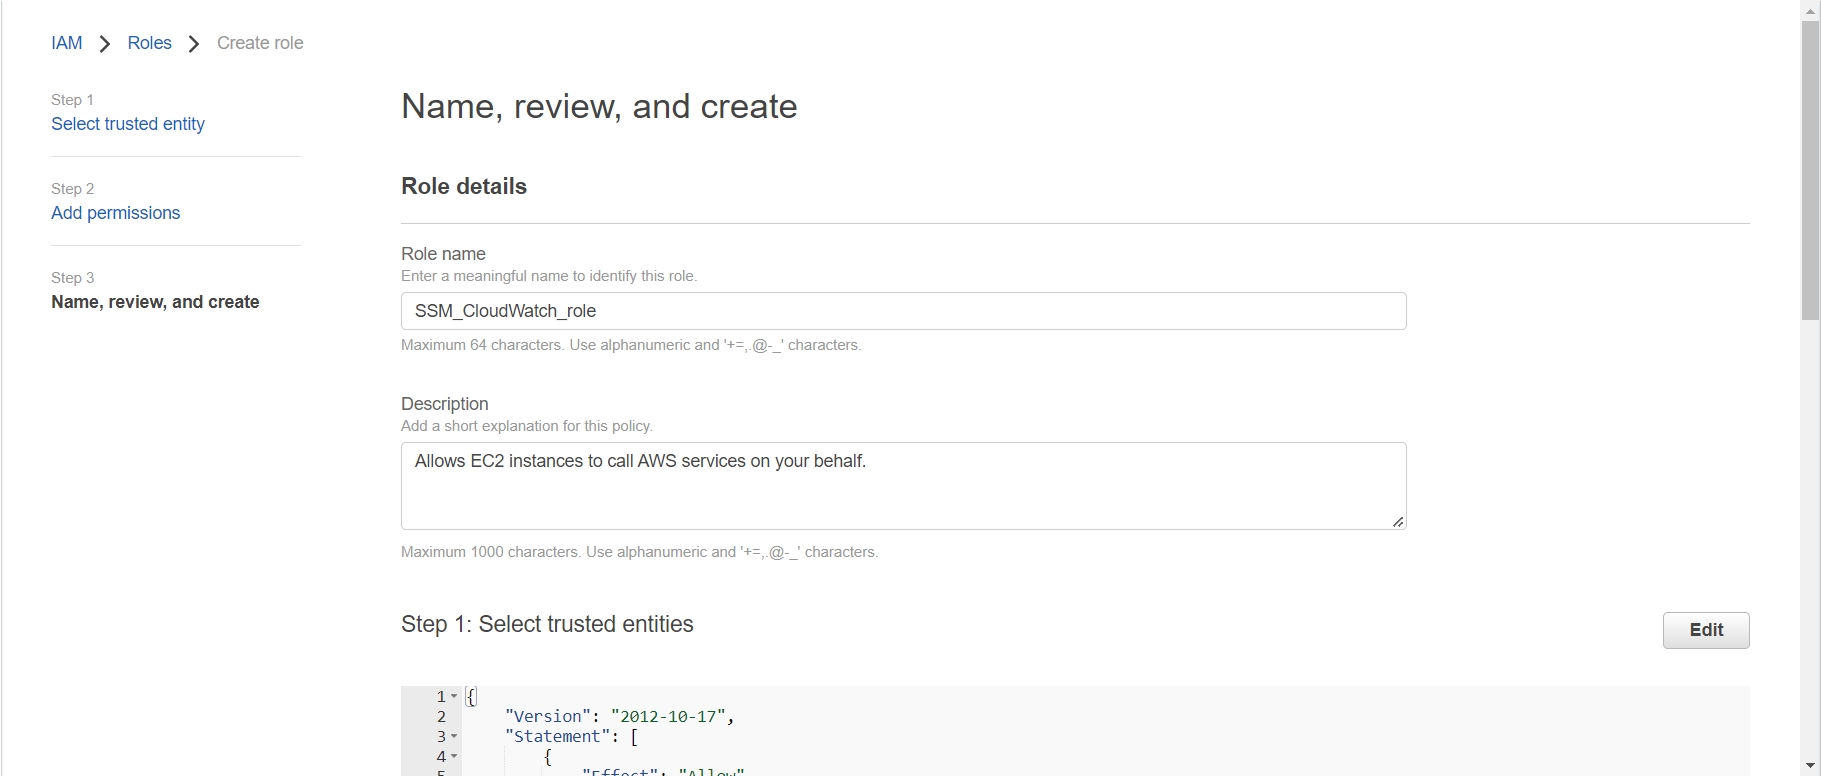 IAM > Roles > Create role
Step 1
Select trusted entity
Step 2
Add permissions
Step 3
Name, review, and create
Name, review, and create
Role details
Role name
Enter a meaningful name to identify this role.
SSM_CloudWatch_role
Maximum 64 characters. Use alphanumeric and '+=,.@-_' characters.
Description
Add a short explanation for this policy.
Allows EC2 instances to call AWS services on your behalf.
Maximum 1000 characters. Use alphanumeric and '+=,.@-_' characters.
Step 1: Select trusted entities
Edit
1 {
2 "Version": "2012-10-17",
3 "Statement": [
4 {
5 "Effect": "Allow"